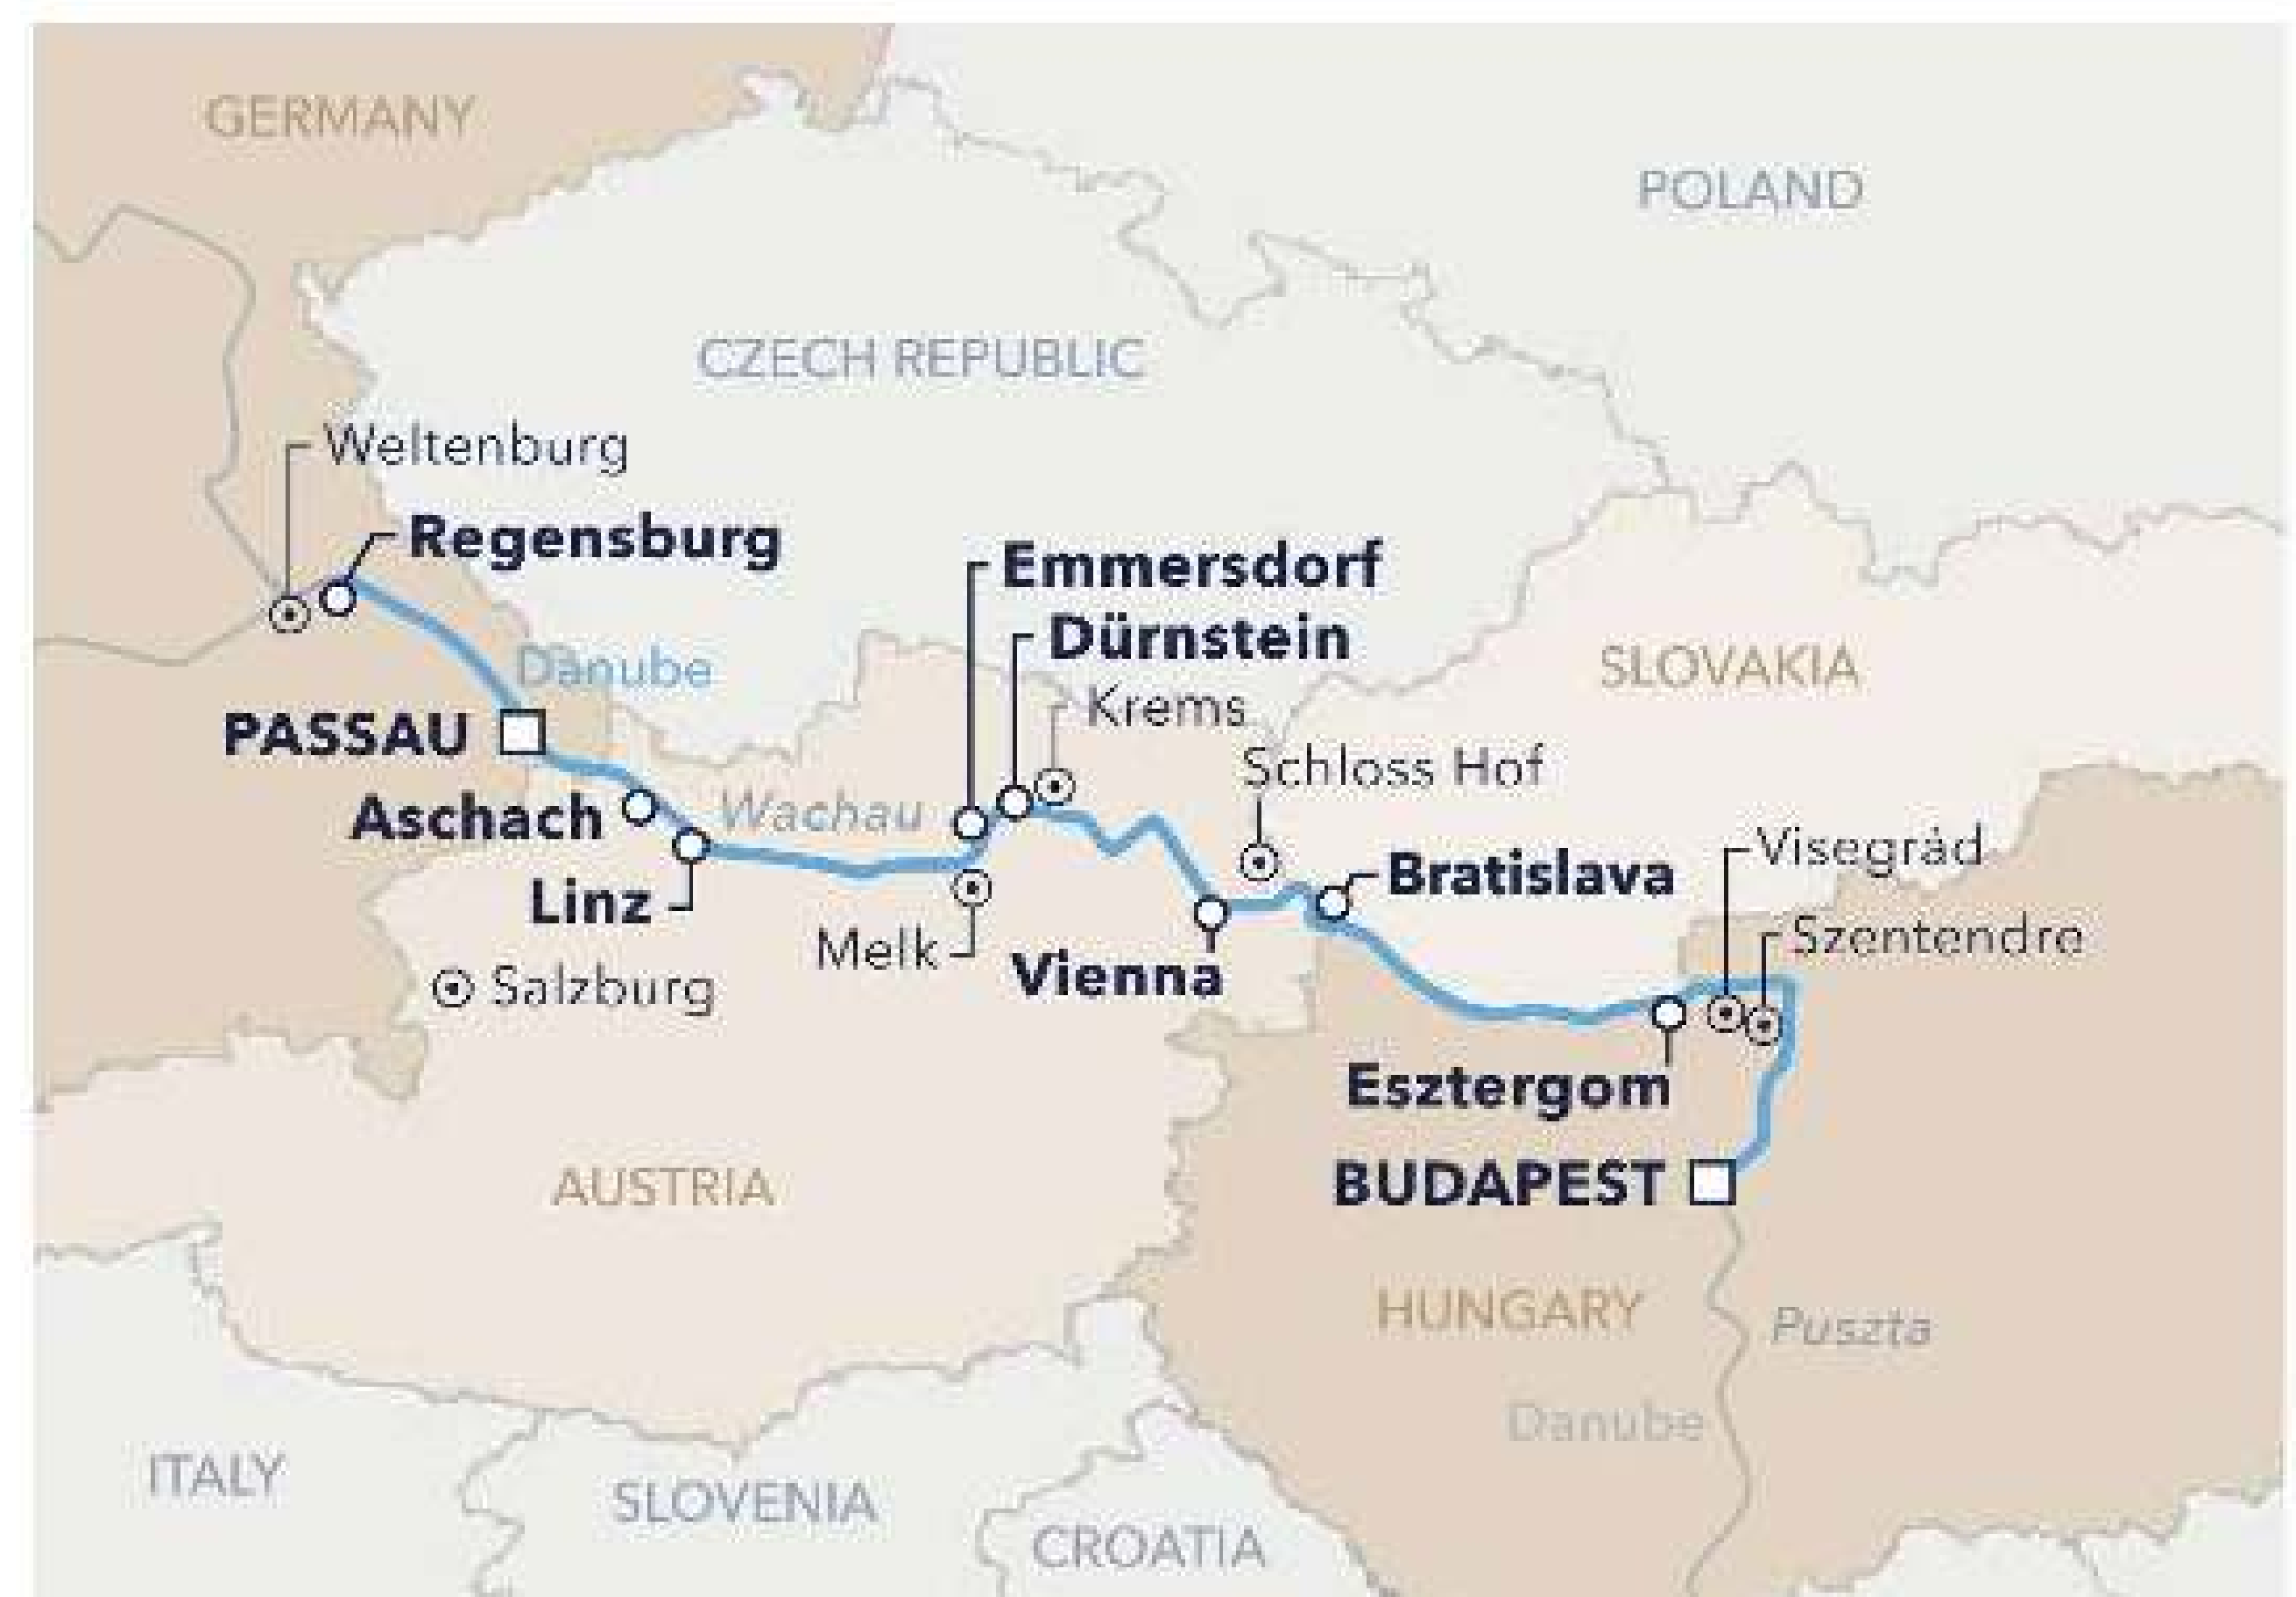 GERMANY
POLAND
CZECH REPUBLIC
Weltenburg
Regensburg
Emmersdorf
Dürnstein
Krems
SLOVAKIA
Danube
PASSAU
Schloss Hof
Aschach
Wachau
Linz
Bratislava
Visegràd
Szentendre
Melk
Vienna
Salzburg
Esztergom
AUSTRIA
BUDAPEST
HUNGARY
Puszta
Danube
ITALY
SLOVENIA
CROATIA